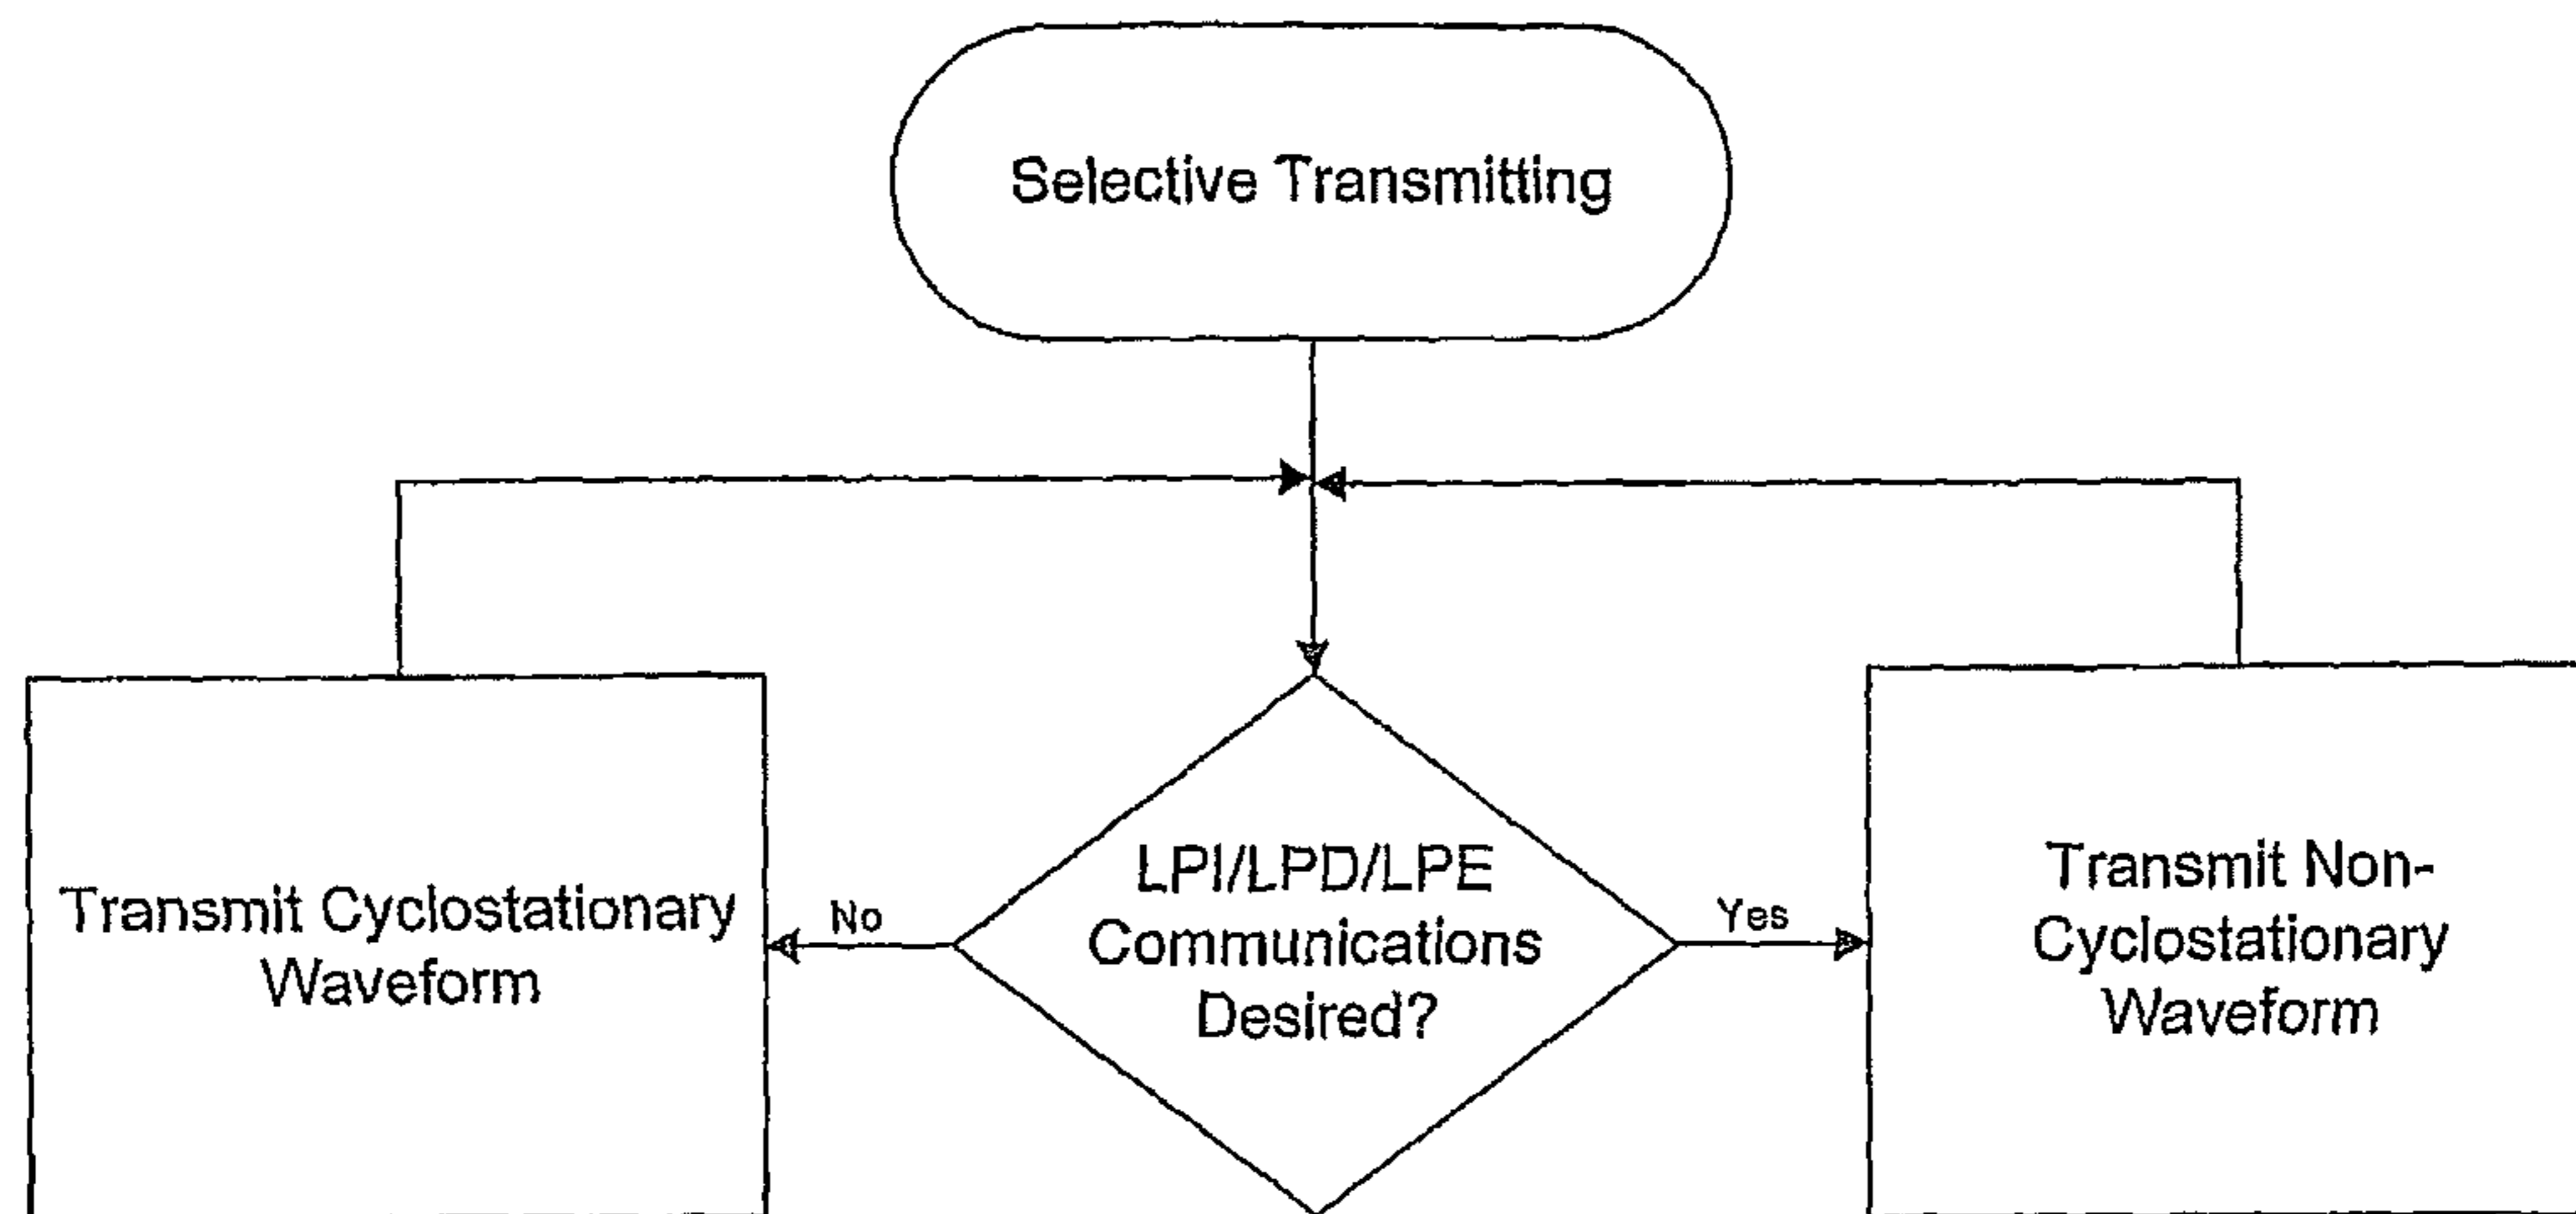 Selective Transmitting
Transmit Cyclostationary
Waveform
No
LPI/LPD/LPE
Communications
Desired?
Yes
Transmit Non-
Cyclostationary
Waveform